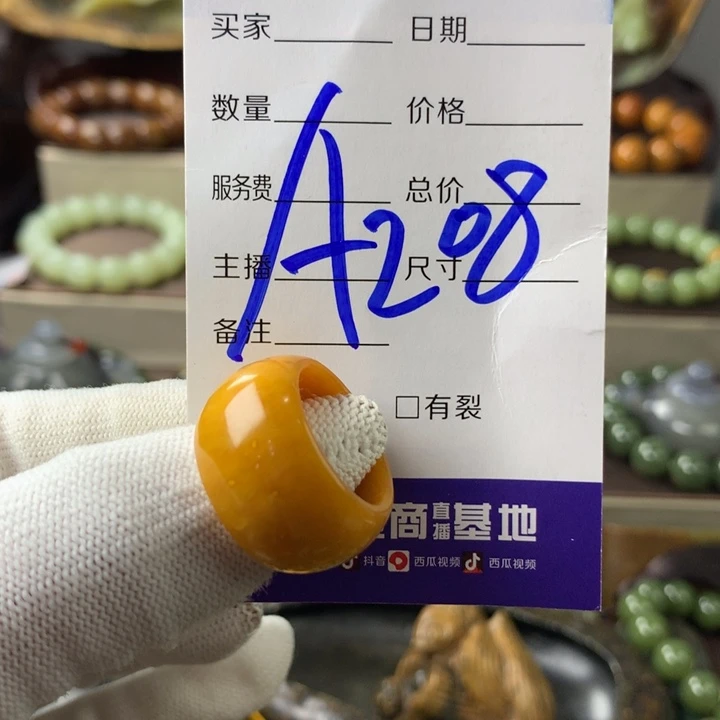 买家 日期
数量 价格
服务费 总价
主播 尺寸
备注
A208
□有裂
商直播基地
抖音 西瓜视频 西瓜视频